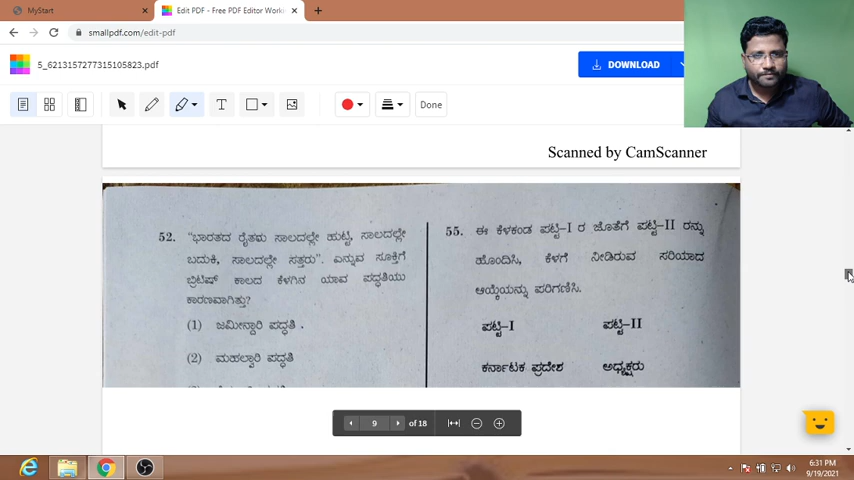 MyStart
Edit PDF - Free PDF Editor Work
smallpdf.com/edit-pdf
5_6213157277315105823.pdf
DOWNLOAD
T
Done
Scanned by CamScanner
52. "ಭಾರತದ ರೈತರು ಸಾಲದಲ್ಲೇ ಹುಟ್ಟಿ, ಸಾಲದಲ್ಲೇ
ಬದುಕಿ, ಸಾಲದಲ್ಲೇ ಸತ್ತರು". ಎನ್ನುವ ಸೂಕ್ತಿಗೆ
ಬ್ರಿಟಿಷ್ ಕಾಲದ ಕೆಳಗಿನ ಯಾವ ಪದ್ಧತಿಯು
ಕಾರಣವಾಗಿತ್ತು?
(1) ಜಮೀನ್ದಾರಿ ಪದ್ಧತಿ .
(2) ಮಹಲ್ವಾರಿ ಪದ್ಧತಿ
55. ಈ ಕೆಳಕಂಡ ಪಟ್ಟಿ-I ರ ಜೊತೆಗೆ ಪಟ್ಟಿ-II ರನ್ನು
ಹೊಂದಿಸಿ, ಕೆಳಗೆ ನೀಡಿರುವ ಸರಿಯಾದ
ಆಯ್ಕೆಯನ್ನು ಪರಿಗಣಿಸಿ.
ಪಟ್ಟಿ-I ಪಟ್ಟಿ-II
ಕರ್ನಾಟಕ ಪ್ರದೇಶ ಅಧ್ಯಕ್ಷರು
9 of 18
6:31 PM
9/19/2021